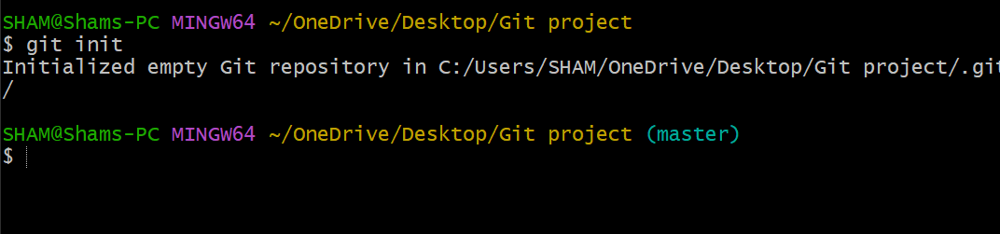 SHAM@Shams-PC MINGW64 ~/OneDrive/Desktop/Git project
$ git init
Initialized empty Git repository in C:/Users/SHAM/OneDrive/Desktop/Git project/.git
/
SHAM@Shams-PC MINGW64 ~/OneDrive/Desktop/Git project (master)
$